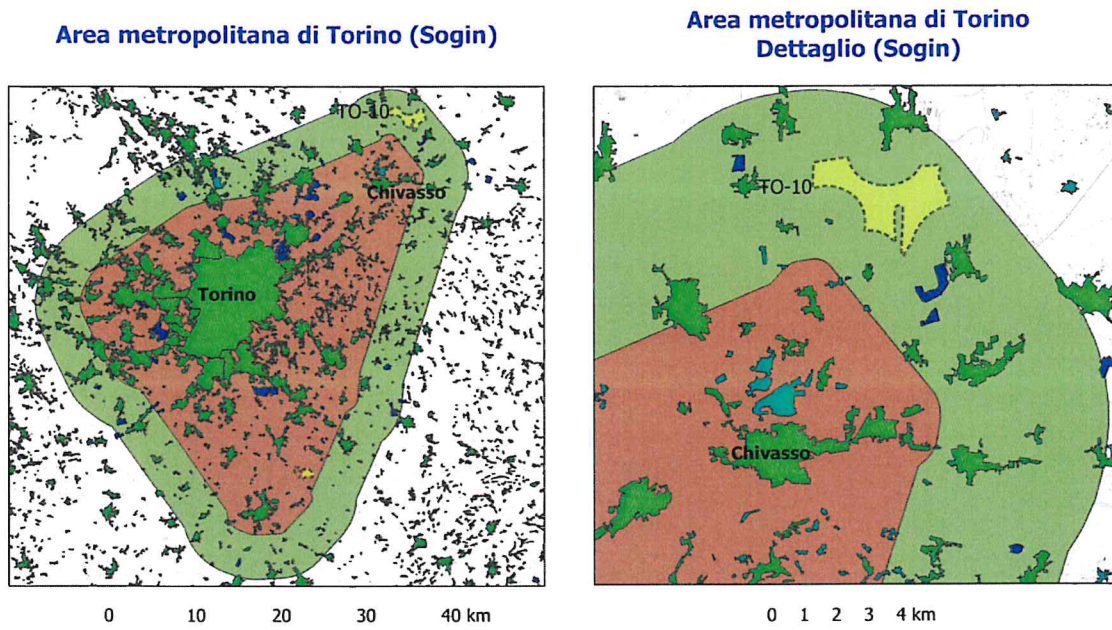 Area metropolitana di Torino (Sogin)
TO-10
Chivasso
Torino
0 10 20 30 40 km
Area metropolitana di Torino
Dettaglio (Sogin)
TO-10
Chivasso
0 1 2 3 4 km